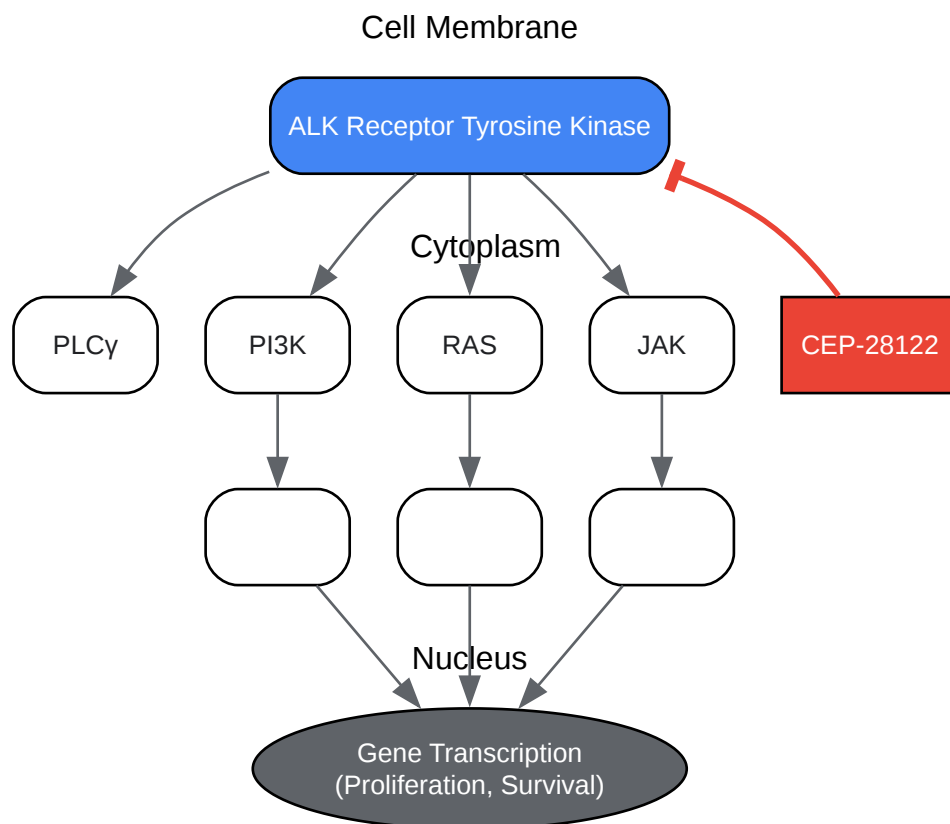 Cell Membrane
ALK Receptor Tyrosine Kinase
Cytoplasm
PLCγ
PI3K
RAS
JAK
CEP-28122
Nucleus
Gene Transcription
(Proliferation, Survival)